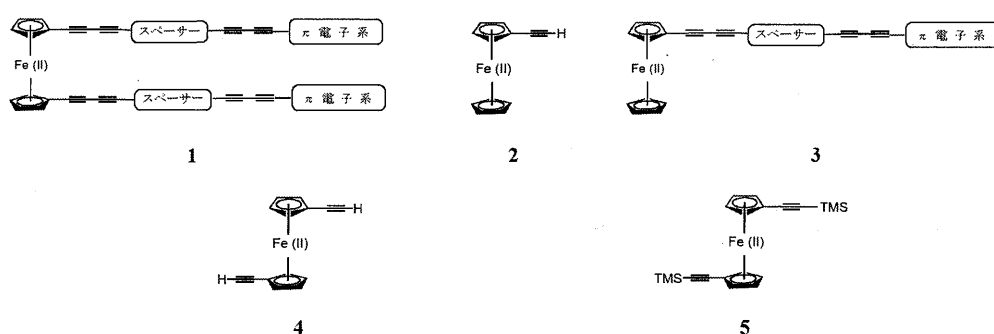 スペーサー π 電 子 系
Fe (II)
スペーサー π 電 子 系
1
H
Fe (II)
2
スペーサー π 電 子 系
Fe (II)
3
H
Fe (II)
H
4
TMS
Fe (II)
TMS
5